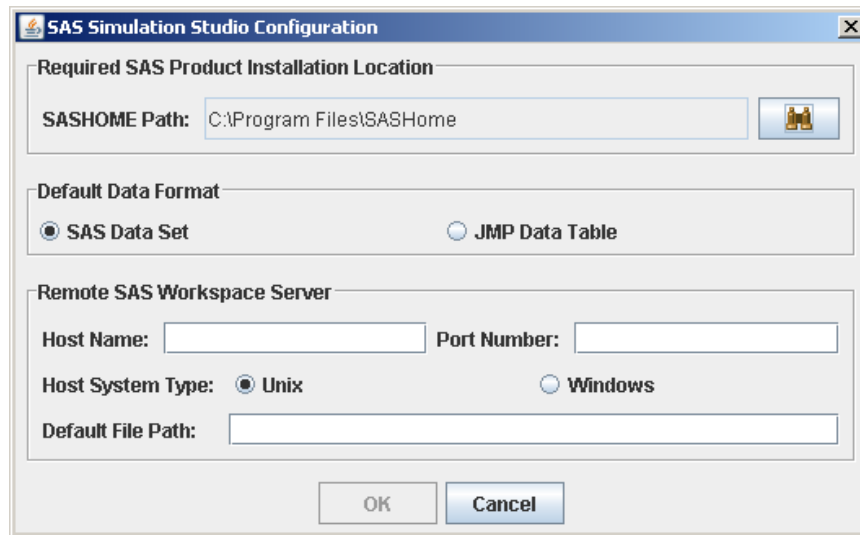 SAS Simulation Studio Configuration
Required SAS Product Installation Location
SASHOME Path: C:\Program Files\SASHome
Default Data Format
SAS Data Set JMP Data Table
Remote SAS Workspace Server
Host Name: Port Number:
Host System Type: Unix Windows
Default File Path:
OK Cancel